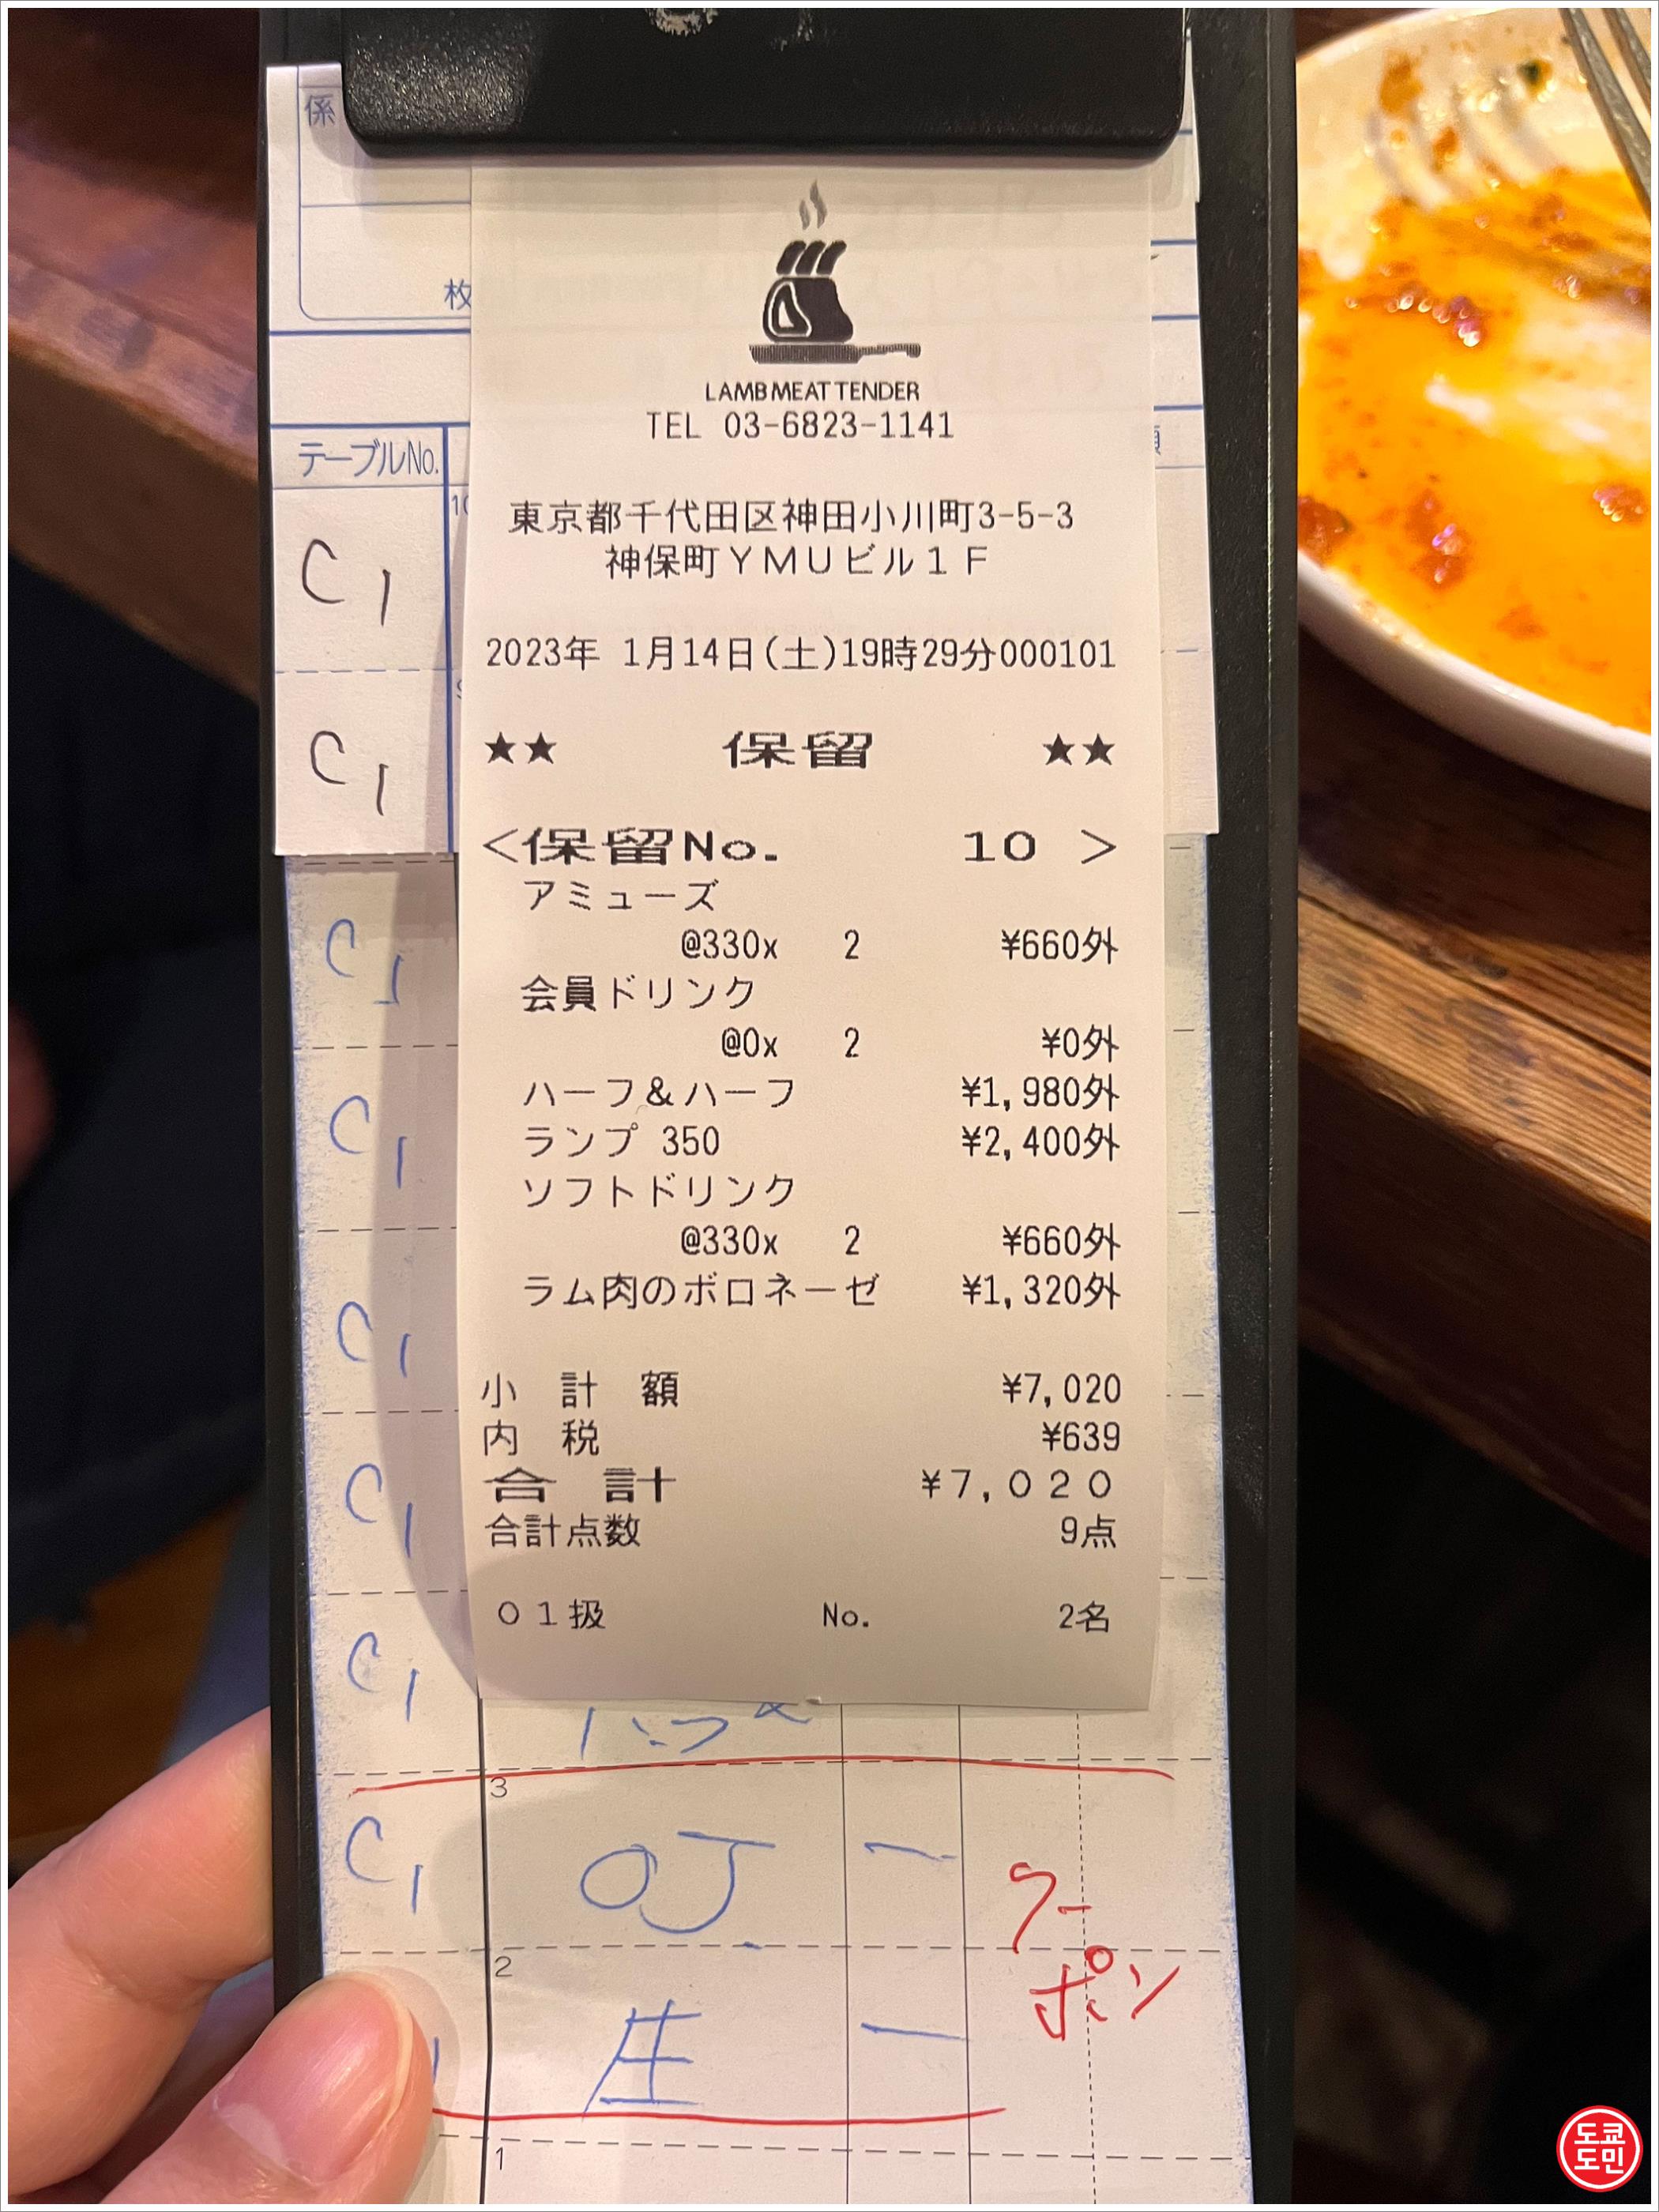 係
枚
テーブルNo.
C1
C1
C1
C1
C1
C1
C1
LAMB MEAT TENDER
TEL 03-6823-1141
東京都千代田区神田小川町3-5-3
神保町YMUビル1F
2023年 1月14日(土)19時29分000101
★★ 保留 ★★
<保留No. 10 >
アミューズ
@330x 2 ¥660外
会員ドリンク
@0x 2 ¥0外
ハーフ&ハーフ ¥1,980外
ランプ 350 ¥2,400外
ソフトドリンク
@330x 2 ¥660外
ラム肉のボロネーゼ ¥1,320外
小計額 ¥7,020
内税 ¥639
合計 ¥7,020
合計点数 9点
01扱 No. 2名
3
C1 OJ 一
クーポン
2
生 一
1
도쿄
도민